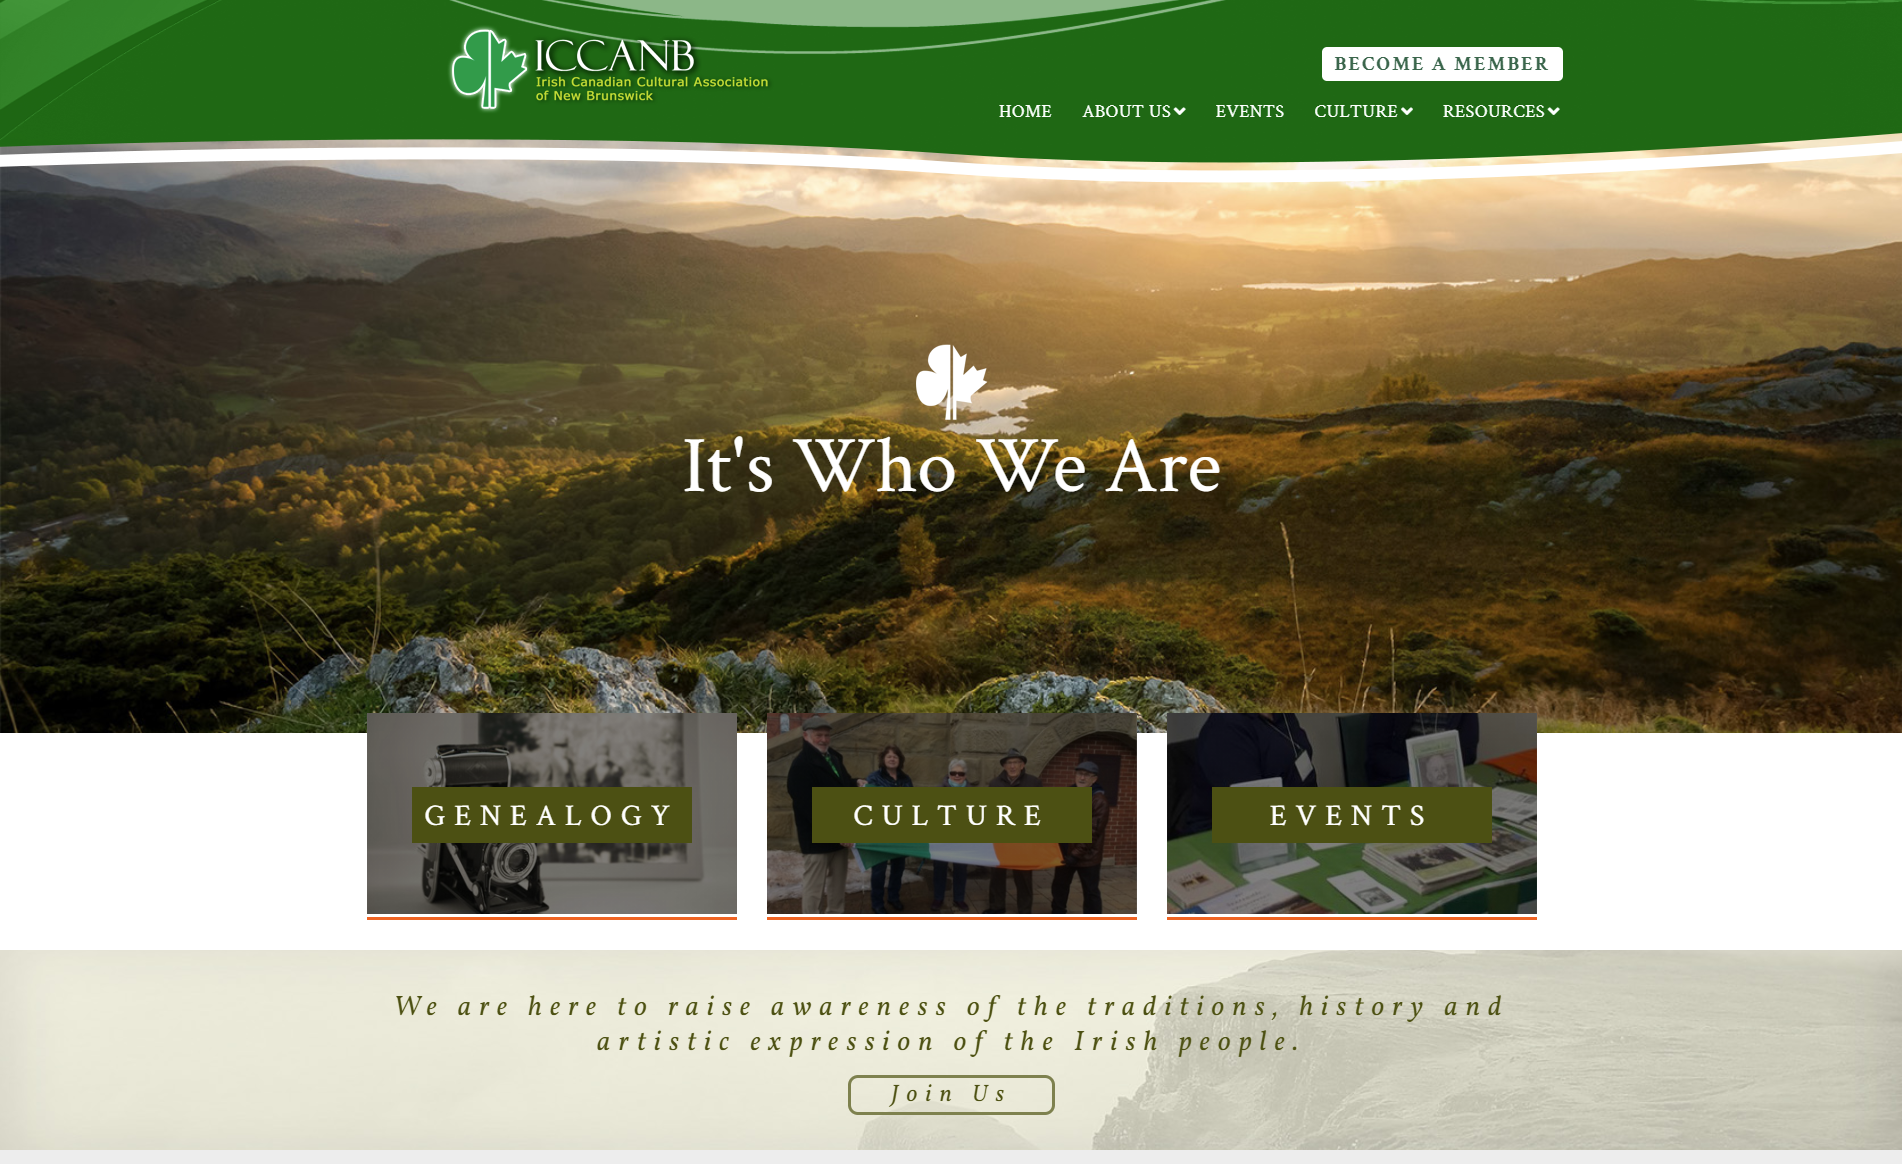 ICCANB
Irish Canadian Cultural Association
of New Brunswick
BECOME A MEMBER
HOME ABOUT US EVENTS CULTURE RESOURCES
It's Who We Are
GENEALOGY CULTURE EVENTS
We are here to raise awareness of the traditions, history and
artistic expression of the Irish people.
Join Us